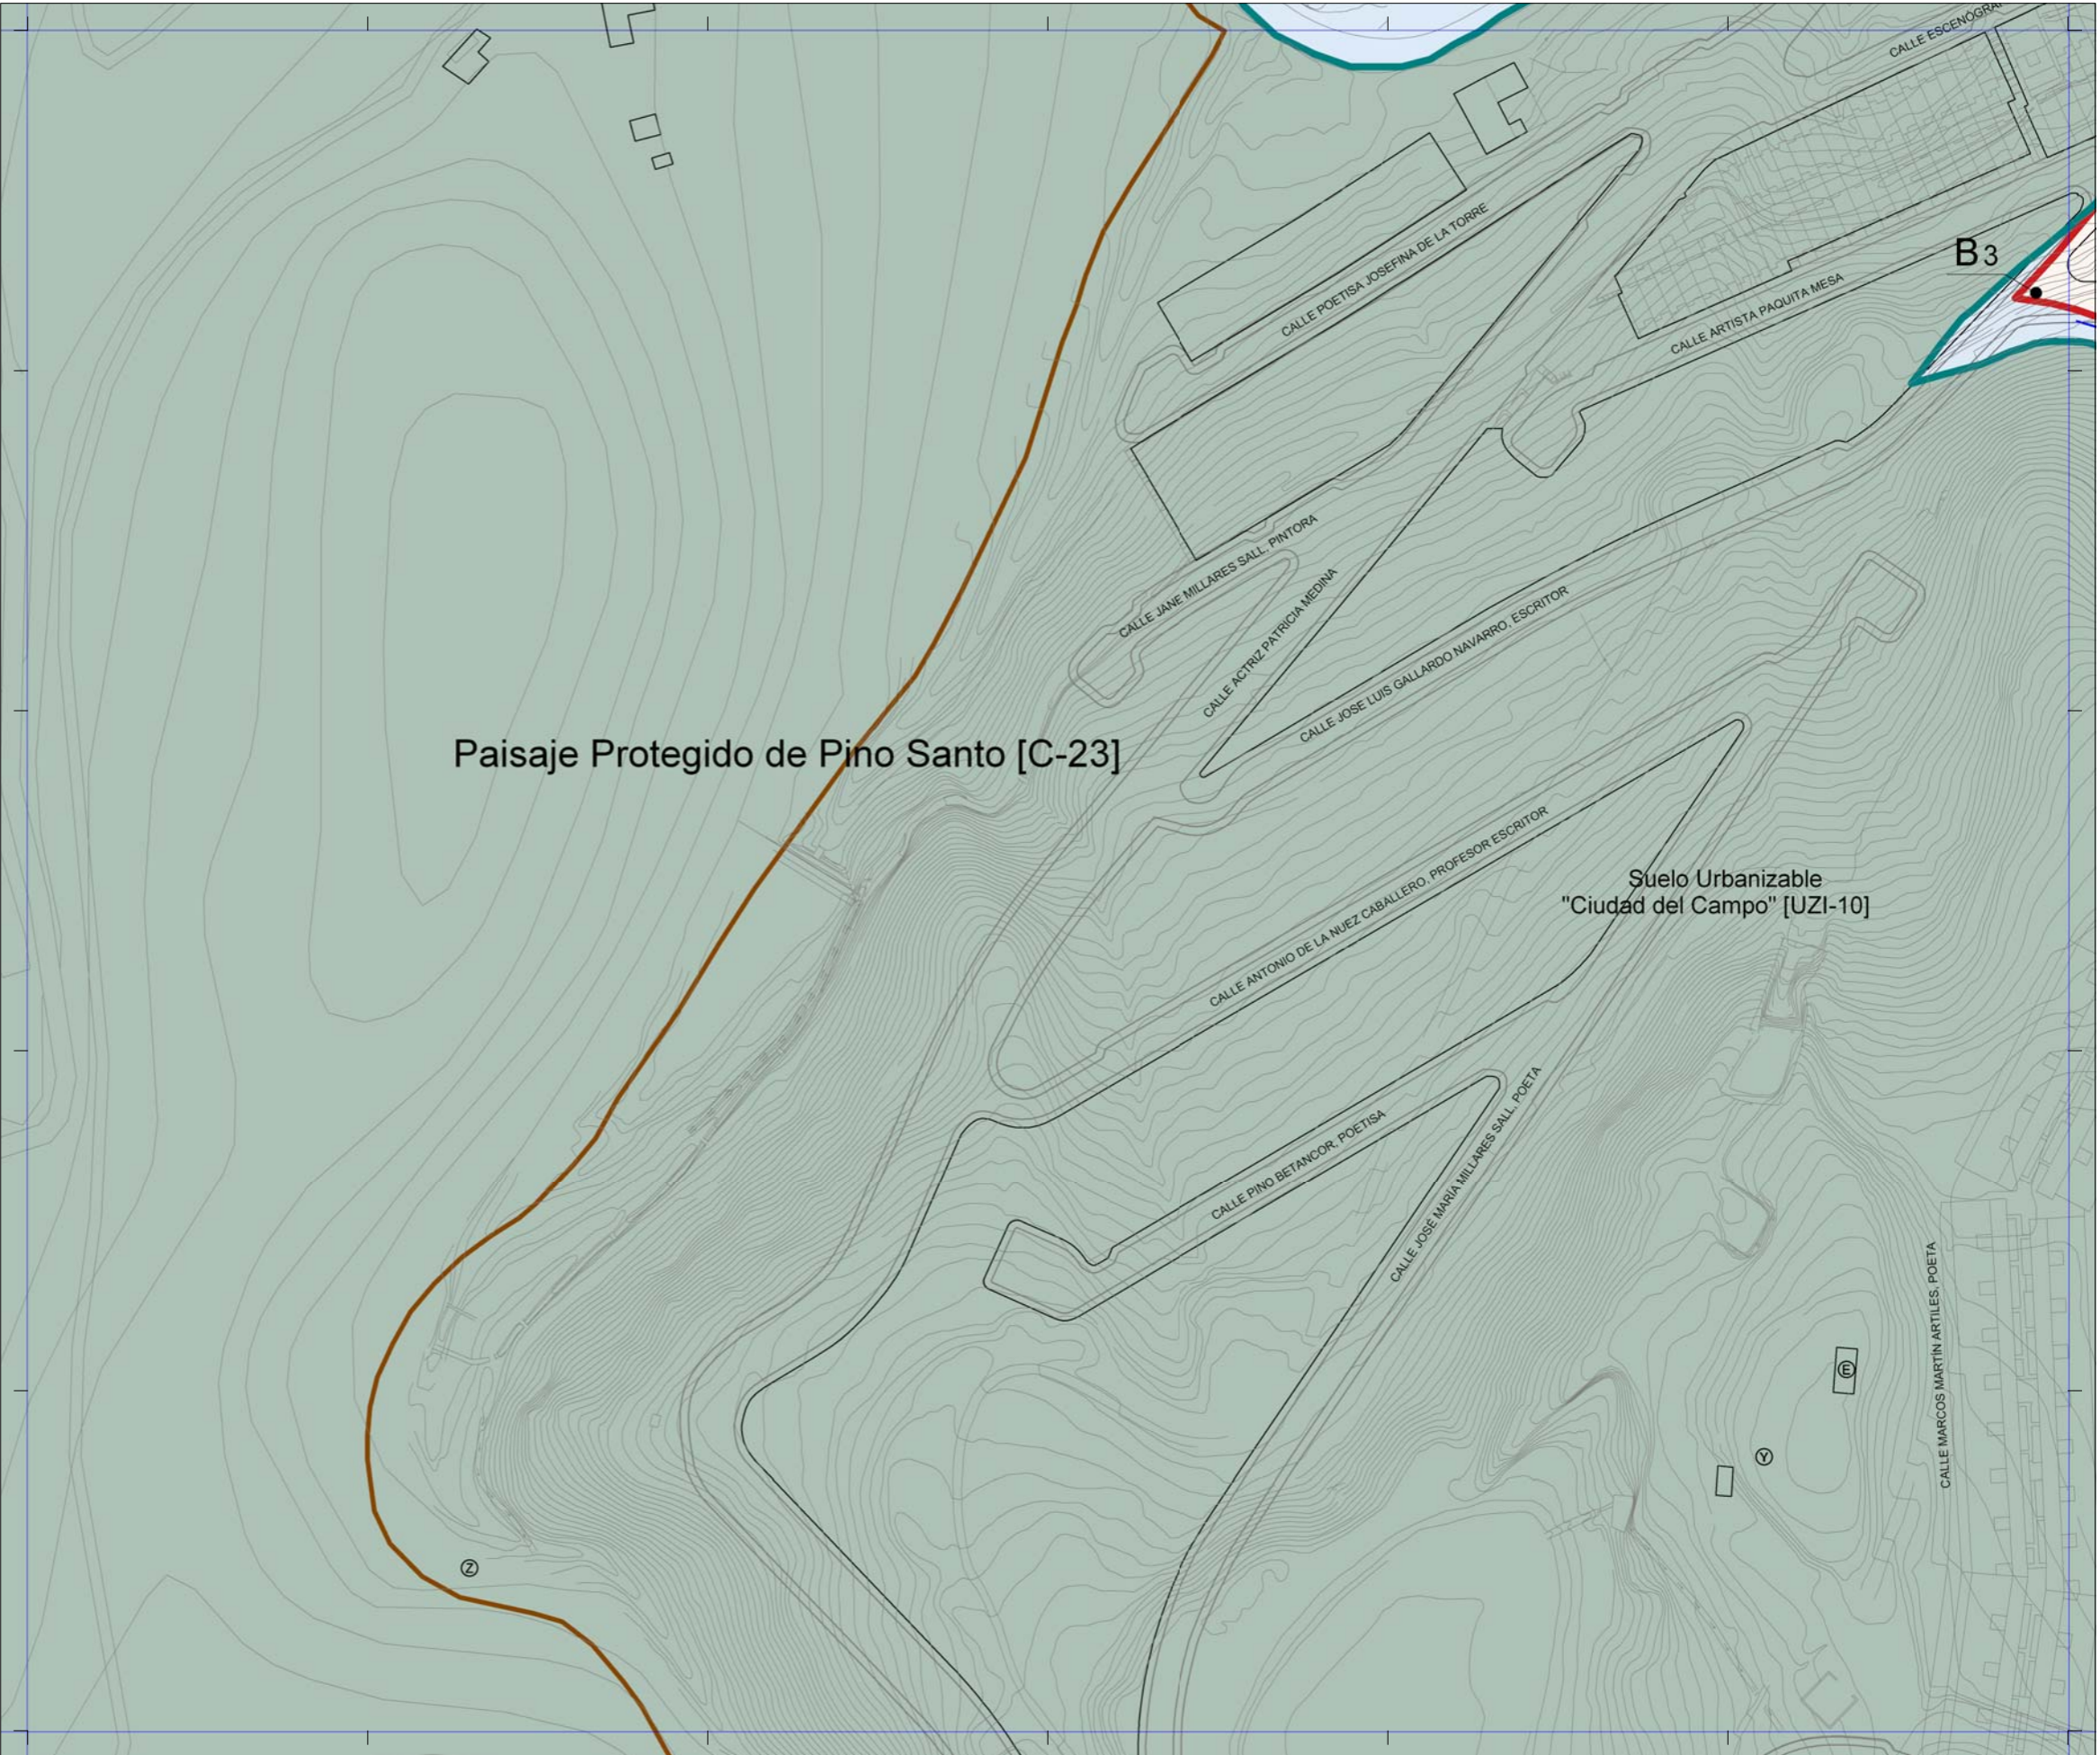 CALLE ESCENÓGRA
B3
CALLE POETISA JOSEFINA DE LA TORRE
CALLE ARTISTA PAQUITA MESA
CALLE JANE MILLARES SALL, PINTORA
CALLE ACTRIZ PATRICIA MEDINA
CALLE JOSE LUIS GALLARDO NAVARRO, ESCRITOR
Paisaje Protegido de Pino Santo [C-23]
CALLE ANTONIO DE LA NUEZ CABALLERO, PROFESOR ESCRITOR
Suelo Urbanizable
"Ciudad del Campo" [UZI-10]
CALLE PINO BETANCOR, POETISA
CALLE JOSÉ MARÍA MILLARES SALL, POETA
CALLE MARCOS MARTÍN ARTILES, POETA
E
Y
Z